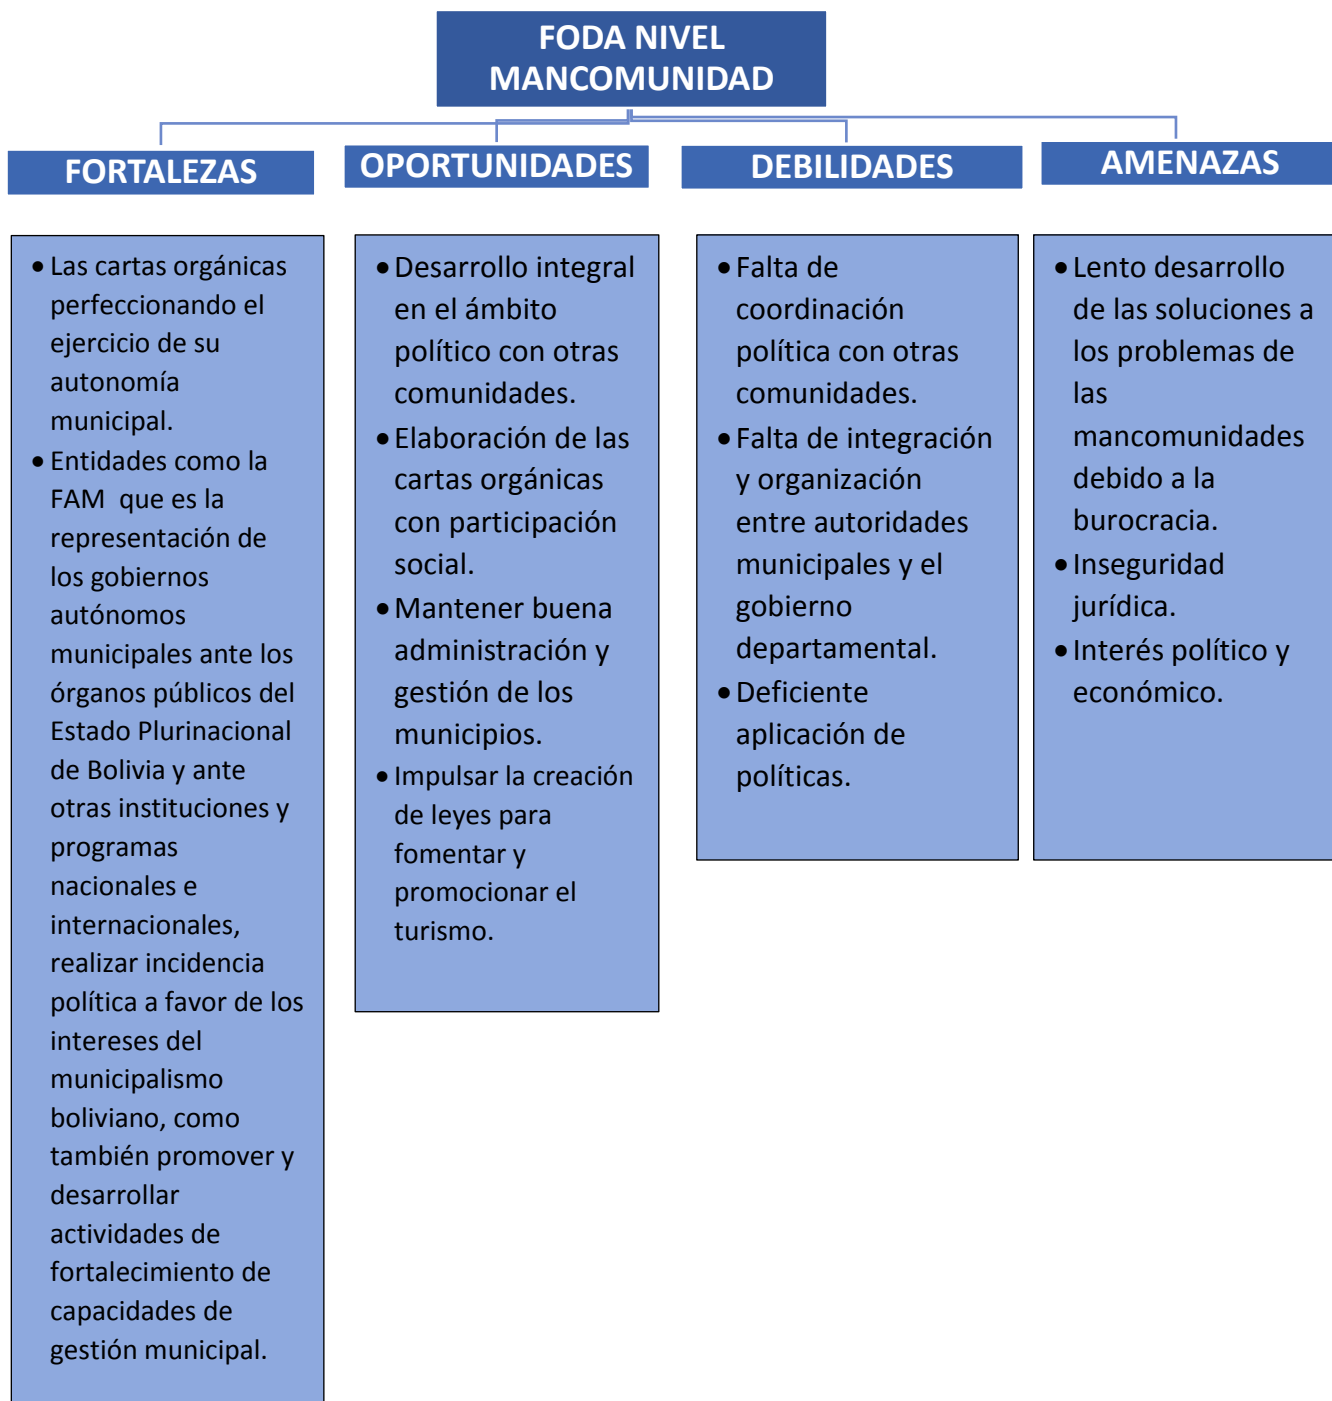 FODA NIVEL
MANCOMUNIDAD
FORTALEZAS
• Las cartas orgánicas
perfeccionando el
ejercicio de su
autonomía
municipal.
• Entidades como la
FAM  que es la
representación de
los gobiernos
autónomos
municipales ante los
órganos públicos del
Estado Plurinacional
de Bolivia y ante
otras instituciones y
programas
nacionales e
internacionales,
realizar incidencia
política a favor de los
intereses del
municipalismo
boliviano, como
también promover y
desarrollar
actividades de
fortalecimiento de
capacidades de
gestión municipal.
OPORTUNIDADES
• Desarrollo integral
en el ámbito
político con otras
comunidades.
• Elaboración de las
cartas orgánicas
con participación
social.
• Mantener buena
administración y
gestión de los
municipios.
• Impulsar la creación
de leyes para
fomentar y
promocionar el
turismo.
DEBILIDADES
• Falta de
coordinación
política con otras
comunidades.
• Falta de integración
y organización
entre autoridades
municipales y el
gobierno
departamental.
• Deficiente
aplicación de
políticas.
AMENAZAS
• Lento desarrollo
de las soluciones a
los problemas de
las
mancomunidades
debido a la
burocracia.
• Inseguridad
jurídica.
• Interés político y
económico.